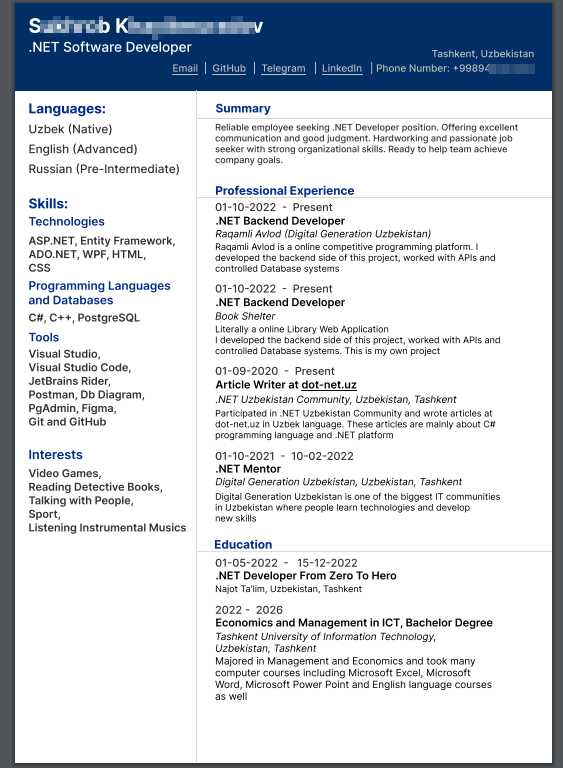 .NET Software Developer
Tashkent, Uzbekistan
Email | GitHub | Telegram | LinkedIn | Phone Number: +99894
Languages:
Uzbek (Native)
English (Advanced)
Russian (Pre-Intermediate)
Skills:
Technologies
ASP.NET, Entity Framework,
ADO.NET, WPF, HTML,
CSS
Programming Languages
and Databases
C#, C++, PostgreSQL
Tools
Visual Studio,
Visual Studio Code,
JetBrains Rider,
Postman, Db Diagram,
PgAdmin, Figma,
Git and GitHub
Interests
Video Games,
Reading Detective Books,
Talking with People,
Sport,
Listening Instrumental Musics
Summary
Reliable employee seeking .NET Developer position. Offering excellent
communication and good judgment. Hardworking and passionate job
seeker with strong organizational skills. Ready to help team achieve
company goals.
Professional Experience
01-10-2022 - Present
.NET Backend Developer
Raqamli Avlod (Digital Generation Uzbekistan)
Raqamli Avlod is a online competitive programming platform. I
developed the backend side of this project, worked with APIs and
controlled Database systems
01-10-2022 - Present
.NET Backend Developer
Book Shelter
Literally a online Library Web Application
I developed the backend side of this project, worked with APIs and
controlled Database systems. This is my own project
01-09-2020 - Present
Article Writer at dot-net.uz
.NET Uzbekistan Community, Uzbekistan, Tashkent
Participated in .NET Uzbekistan Community and wrote articles at
dot-net.uz in Uzbek language. These articles are mainly about C#
programming language and .NET platform
01-10-2021 - 10-02-2022
.NET Mentor
Digital Generation Uzbekistan, Uzbekistan, Tashkent
Digital Generation Uzbekistan is one of the biggest IT communities
in Uzbekistan where people learn technologies and develop
new skills
Education
01-05-2022 - 15-12-2022
.NET Developer From Zero To Hero
Najot Ta'lim, Uzbekistan, Tashkent
2022 - 2026
Economics and Management in ICT, Bachelor Degree
Tashkent University of Information Technology,
Uzbekistan, Tashkent
Majored in Management and Economics and took many
computer courses including Microsoft Excel, Microsoft
Word, Microsoft Power Point and English language courses
as well